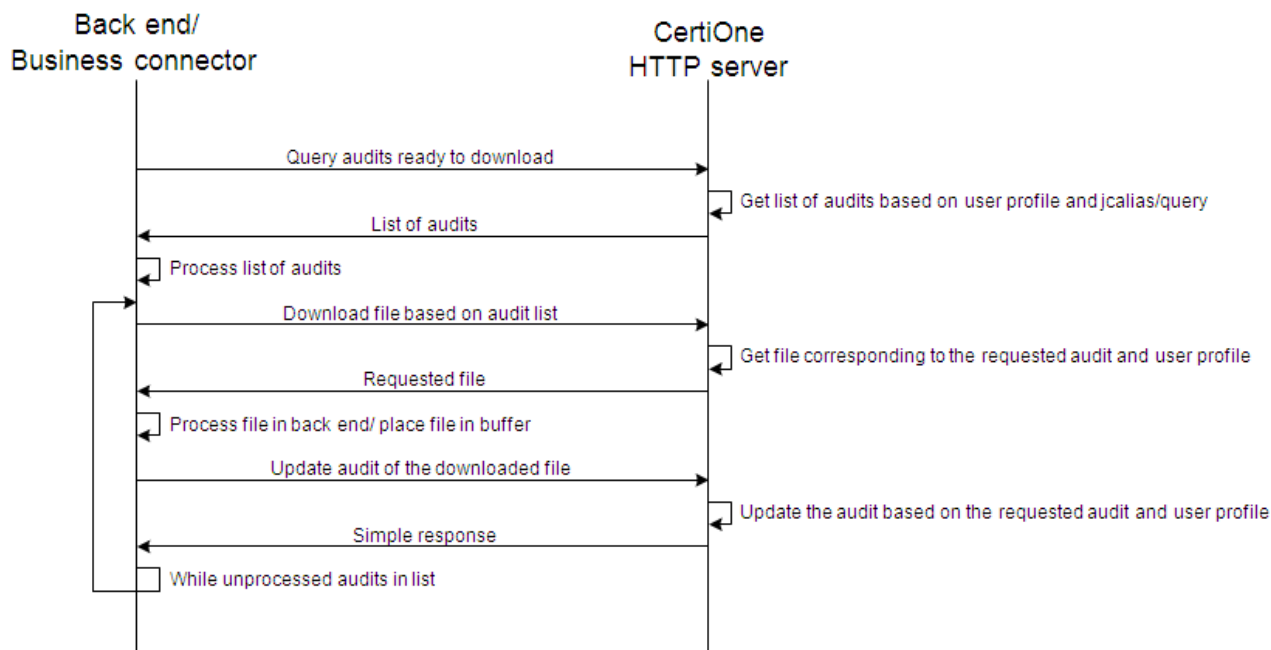 Back end/
Business connector
CertiOne
HTTP server
Query audits ready to download
Get list of audits based on user profile and jcalias/query
List of audits
Process list of audits
Download file based on audit list
Get file corresponding to the requested audit and user profile
Requested file
Process file in back end/ place file in buffer
Update audit of the downloaded file
Update the audit based on the requested audit and user profile
Simple response
While unprocessed audits in list